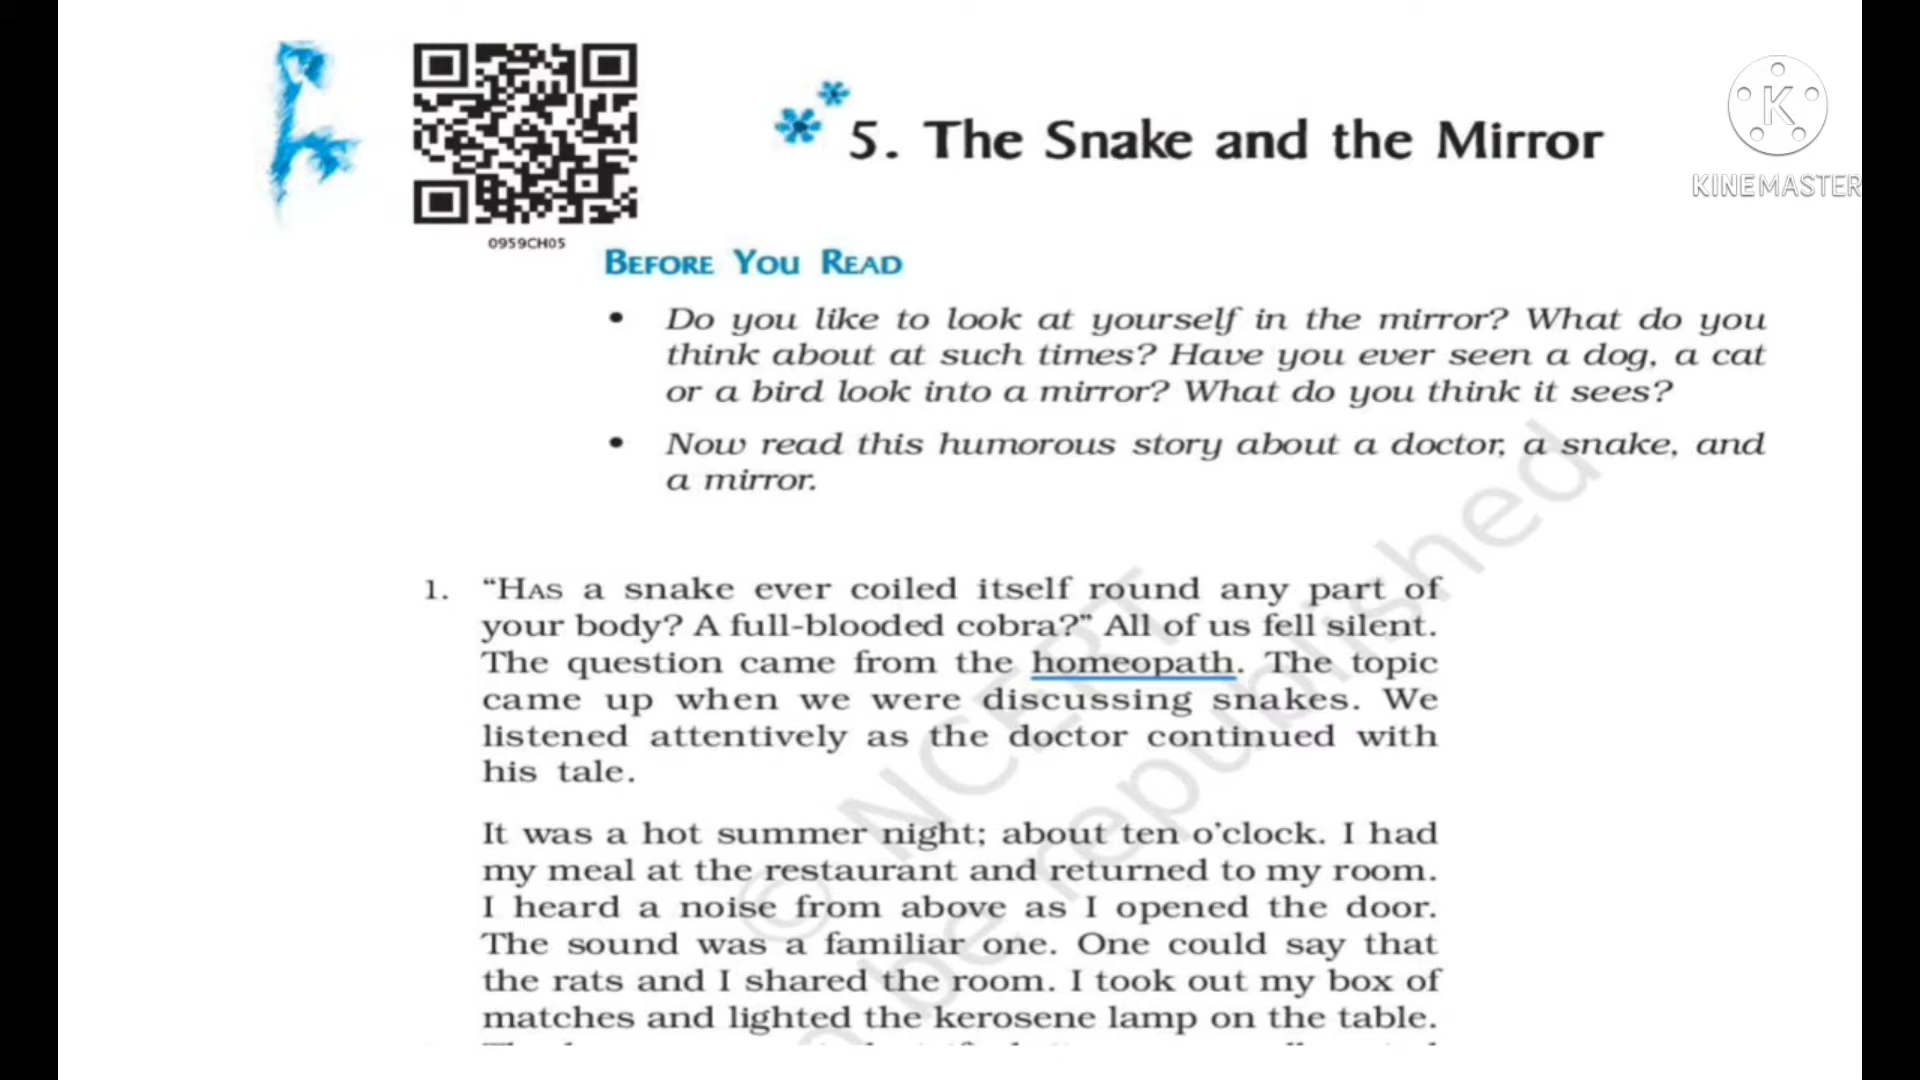 KINEMASTER
5. The Snake and the Mirror
0959CH05
BEFORE YOU READ
• Do you like to look at yourself in the mirror? What do you
think about at such times? Have you ever seen a dog, a cat
or a bird look into a mirror? What do you think it sees?
• Now read this humorous story about a doctor, a snake, and
a mirror.
1. “HAS a snake ever coiled itself round any part of
your body? A full-blooded cobra?” All of us fell silent.
The question came from the homeopath. The topic
came up when we were discussing snakes. We
listened attentively as the doctor continued with
his tale.
It was a hot summer night; about ten o’clock. I had
my meal at the restaurant and returned to my room.
I heard a noise from above as I opened the door.
The sound was a familiar one. One could say that
the rats and I shared the room. I took out my box of
matches and lighted the kerosene lamp on the table.
© NCERT
be republished